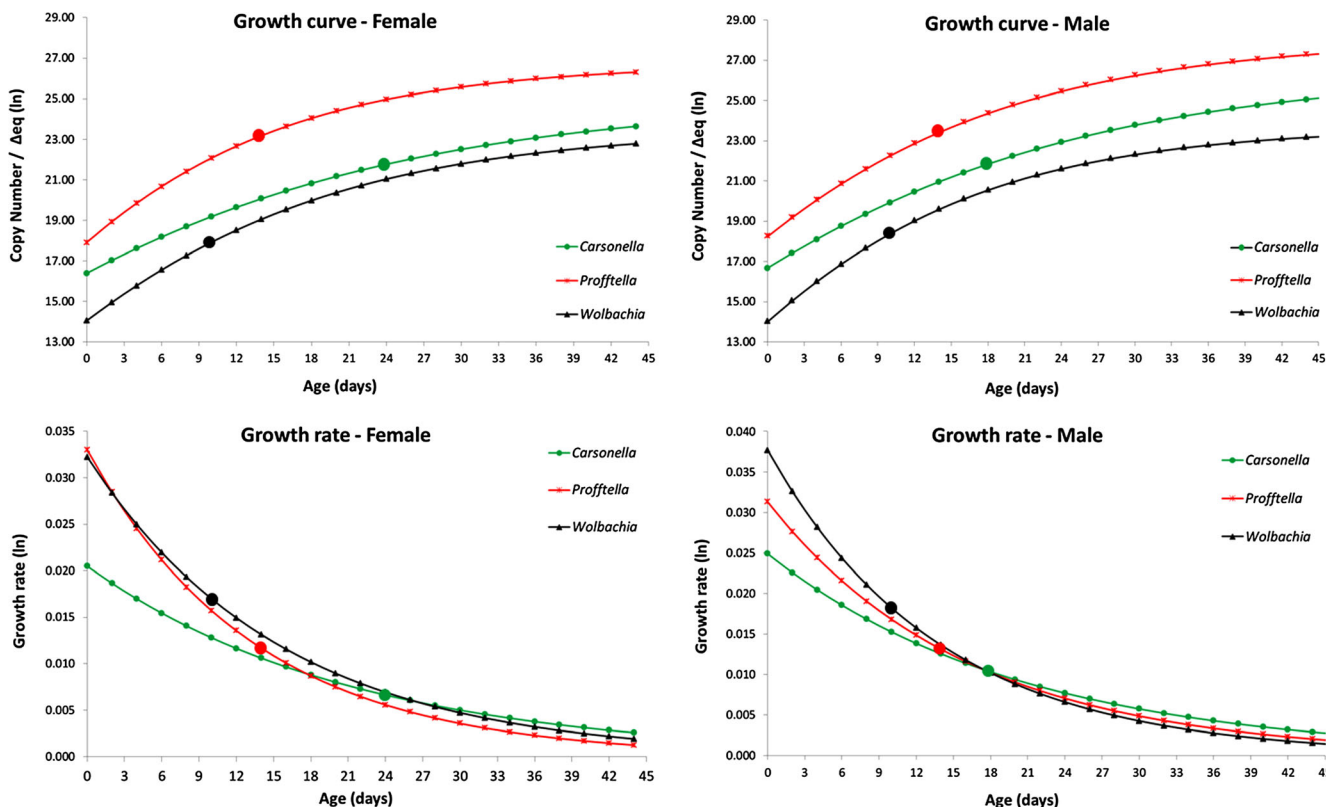 Growth curve - Female
29.00
27.00
25.00
23.00
21.00
19.00
17.00
15.00
13.00
Copy Number / Δeq (ln)
Carsonella
Profftella
Wolbachia
0 3 6 9 12 15 18 21 24 27 30 33 36 39 42 45
Age (days)
Growth curve - Male
29.00
27.00
25.00
23.00
21.00
19.00
17.00
15.00
13.00
Copy Number / Δeq (ln)
Carsonella
Profftella
Wolbachia
0 3 6 9 12 15 18 21 24 27 30 33 36 39 42 45
Age (days)
Growth rate - Female
0.035
0.030
0.025
0.020
0.015
0.010
0.005
0.000
Growth rate (ln)
Carsonella
Profftella
Wolbachia
0 3 6 9 12 15 18 21 24 27 30 33 36 39 42 45
Age (days)
Growth rate - Male
0.040
0.035
0.030
0.025
0.020
0.015
0.010
0.005
0.000
Growth rate (ln)
Carsonella
Profftella
Wolbachia
0 3 6 9 12 15 18 21 24 27 30 33 36 39 42 45
Age (days)